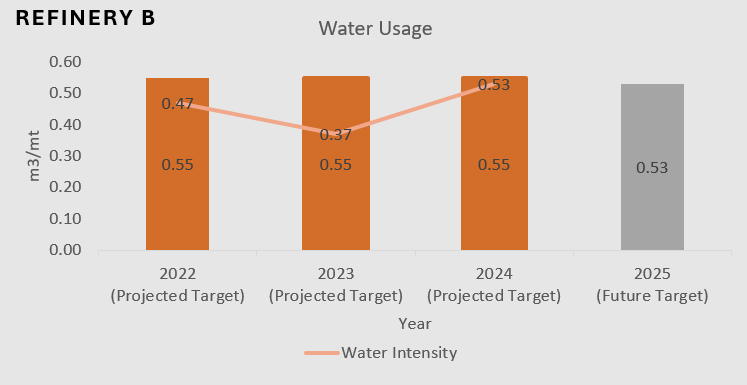 REFINERY B
Water Usage
0.60
0.50
0.40
0.30
0.20
0.10
0.00
m3/mt
0.47
0.37
0.53
0.55
0.55
0.55
0.53
2022
(Projected Target)
2023
(Projected Target)
2024
(Projected Target)
2025
(Future Target)
Year
Water Intensity